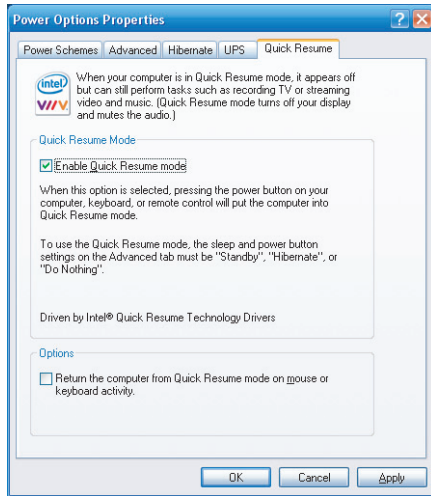 Power Options Properties
Power Schemes Advanced Hibernate UPS Quick Resume
intel
VIIV
When your computer is in Quick Resume mode, it appears off
but can still perform tasks such as recording TV or streaming
video and music. (Quick Resume mode turns off your display
and mutes the audio.)
Quick Resume Mode
Enable Quick Resume mode
When this option is selected, pressing the power button on your
computer, keyboard, or remote control will put the computer into
Quick Resume mode.
To use the Quick Resume mode, the sleep and power button
settings on the Advanced tab must be "Standby", "Hibernate", or
"Do Nothing".
Driven by Intel® Quick Resume Technology Drivers
Options
Return the computer from Quick Resume mode on mouse or
keyboard activity.
OK Cancel Apply